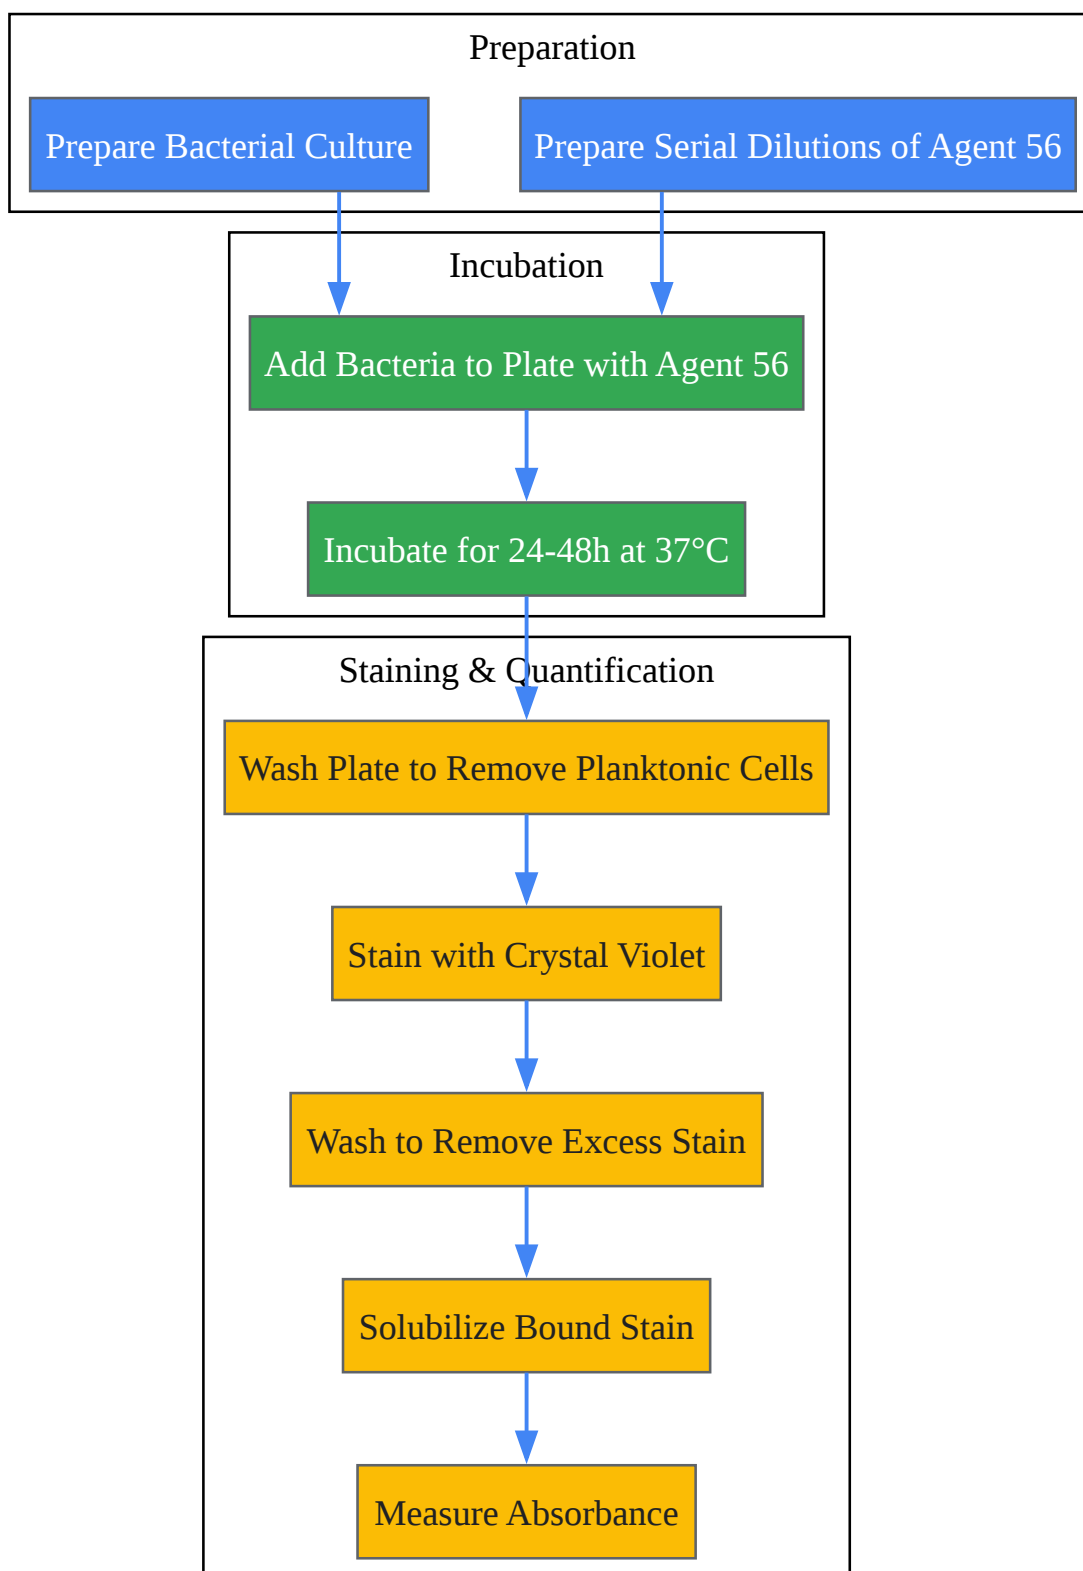 Preparation
Prepare Bacterial Culture
Prepare Serial Dilutions of Agent 56
Incubation
Add Bacteria to Plate with Agent 56
Incubate for 24-48h at 37°C
Staining & Quantification
Wash Plate to Remove Planktonic Cells
Stain with Crystal Violet
Wash to Remove Excess Stain
Solubilize Bound Stain
Measure Absorbance